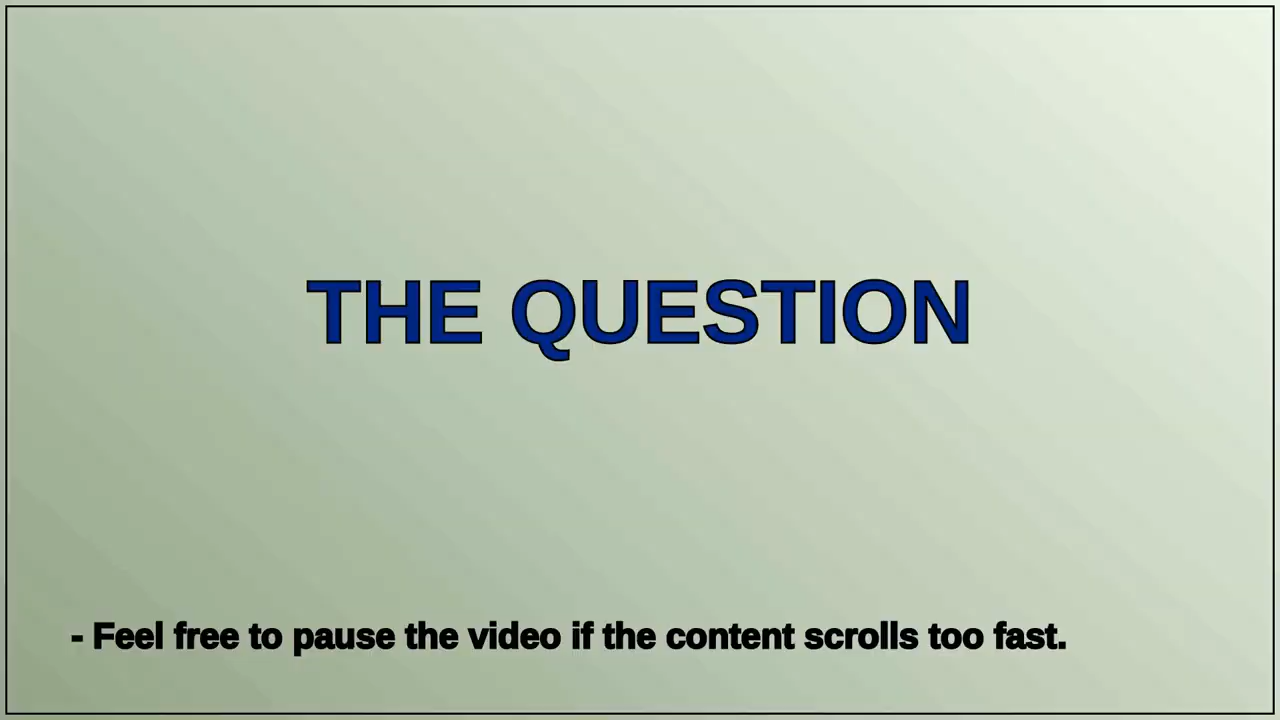 THE QUESTION
- Feel free to pause the video if the content scrolls too fast.